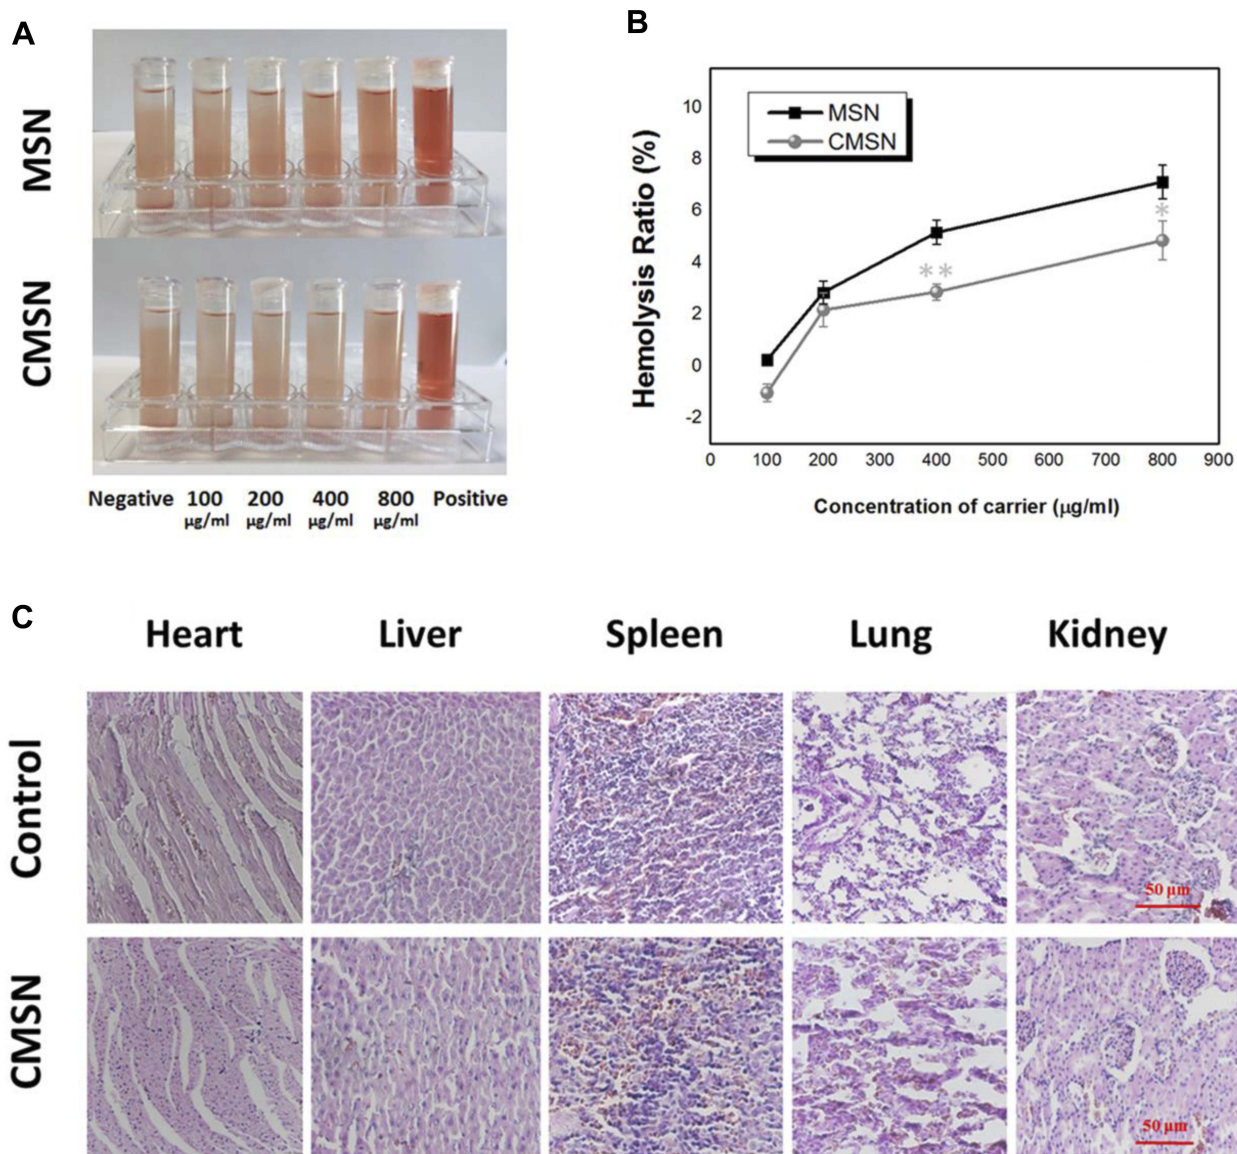 A
MSN
CMSN
Negative 100 200 400 800 Positive
µg/ml µg/ml µg/ml µg/ml
B
10
8
6
4
2
0
-2
Hemolysis Ratio (%)
MSN
CMSN
*
**
0 100 200 300 400 500 600 700 800 900
Concentration of carrier (µg/ml)
C
Heart Liver Spleen Lung Kidney
Control
50 µm
CMSN
50 µm